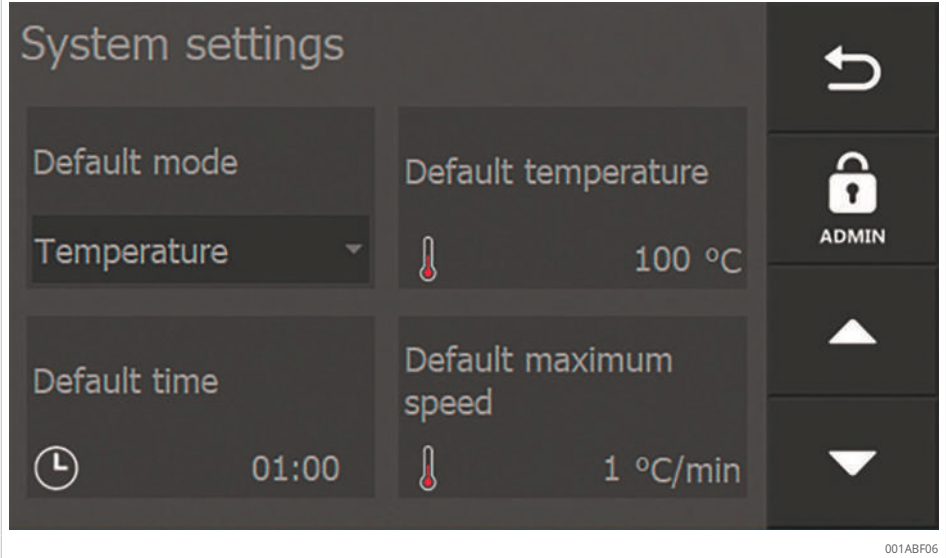 System settings
Default mode
Temperature
Default temperature
100 °C
Default time
01:00
Default maximum
speed
1 °C/min
ADMIN
001ABF06